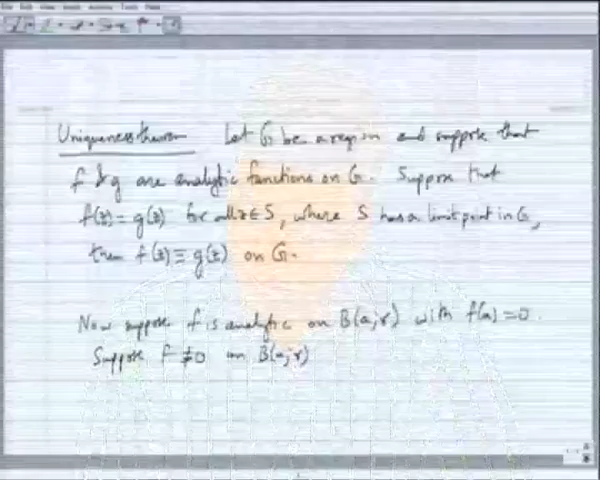 Uniqueness theorem Let G be a region and suppose that
f & g are analytic functions on G. Suppose that
f(z) = g(z) for all z ∈ S, where S has a limit point in G,
then f(z) ≡ g(z) on G.
Now suppose f is analytic on B(a,r) with f(a) = 0.
Suppose f ≢ 0 on B(a,r)